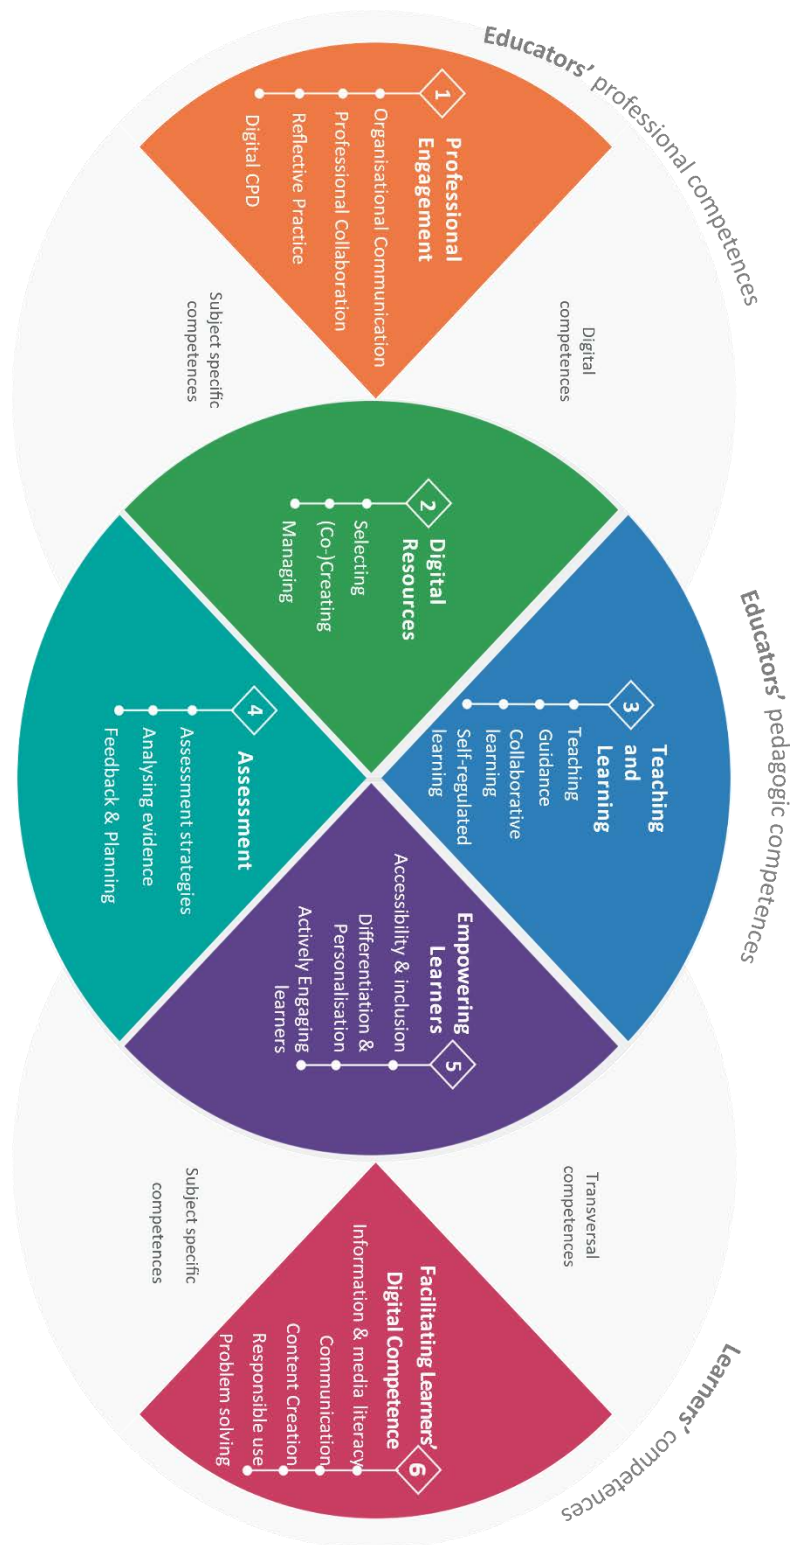 Educators’ professional competences
Educators’ pedagogic competences
Learners’ competences
Digital
competences
Subject specific
competences
1
Professional
Engagement
Organisational Communication
Professional Collaboration
Reflective Practice
Digital CPD
2
Digital
Resources
Selecting
(Co-)Creating
Managing
3
Teaching
and
Learning
Teaching
Guidance
Collaborative
learning
Self-regulated
learning
4
Assessment
Assessment strategies
Analysing evidence
Feedback & Planning
5
Empowering
Learners
Accessibility & inclusion
Differentiation &
Personalisation
Actively Engaging
learners
Transversal
competences
Subject specific
competences
6
Facilitating Learners’
Digital Competence
Information & media literacy
Communication
Content Creation
Responsible use
Problem solving